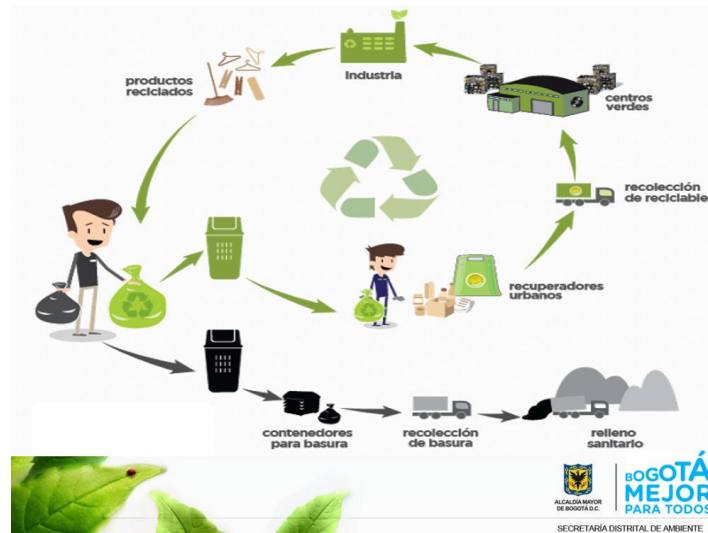 industria
productos
reciclados
centros
verdes
recolección
de reciclable
recuperadores
urbanos
contenedores
para basura
recolección
de basura
relleno
sanitario
ALCALDÍA MAYOR
DE BOGOTÁ D.C.
BOGOTÁ
MEJOR
PARA TODOS
SECRETARÍA DISTRITAL DE AMBIENTE